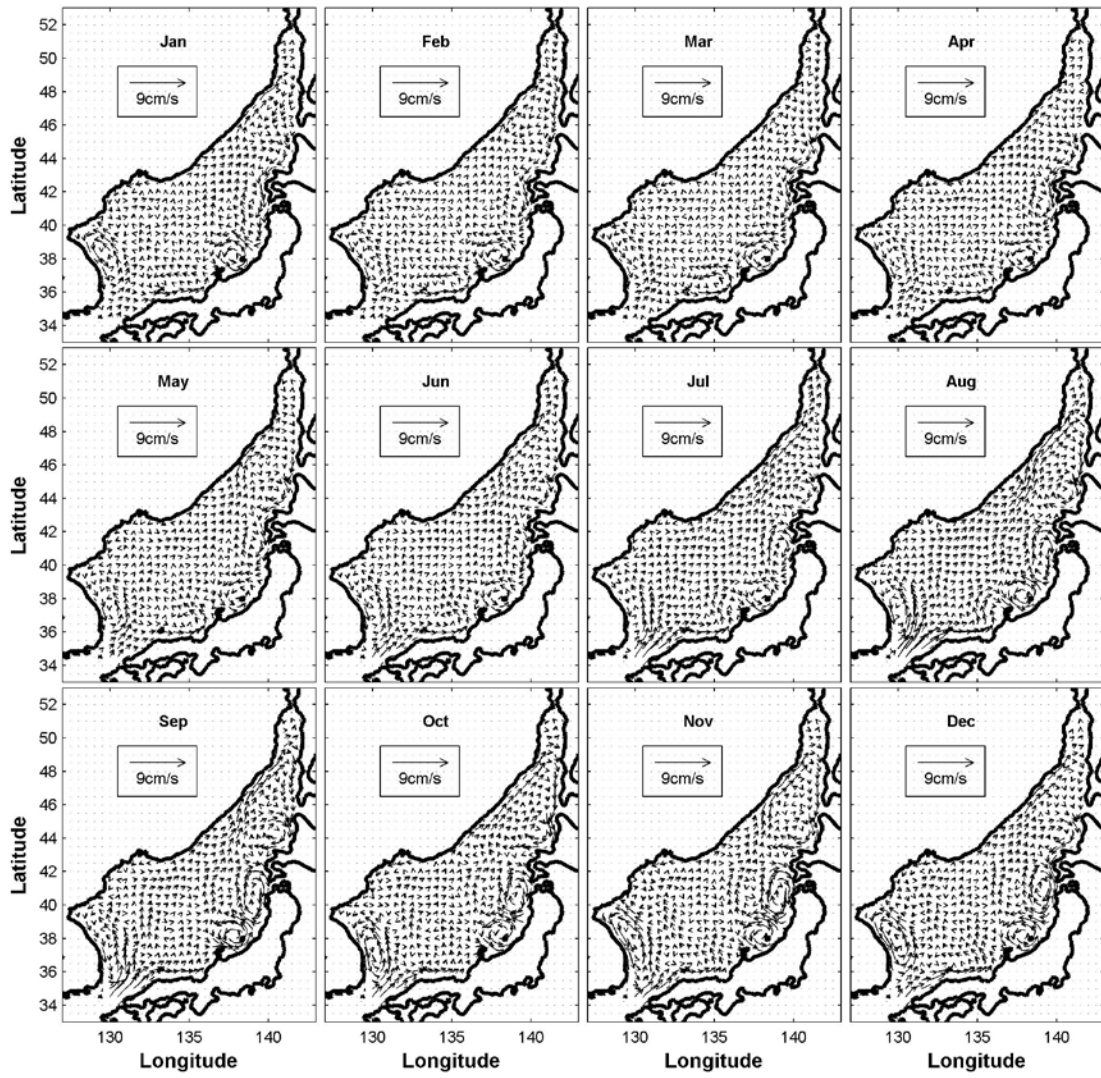 Jan Feb Mar Apr
9cm/s 9cm/s 9cm/s 9cm/s
Latitude
52
50
48
46
44
42
40
38
36
34
May Jun Jul Aug
9cm/s 9cm/s 9cm/s 9cm/s
Latitude
52
50
48
46
44
42
40
38
36
34
Sep Oct Nov Dec
9cm/s 9cm/s 9cm/s 9cm/s
Latitude
52
50
48
46
44
42
40
38
36
34
130 135 140 130 135 140 130 135 140 130 135 140
Longitude Longitude Longitude Longitude